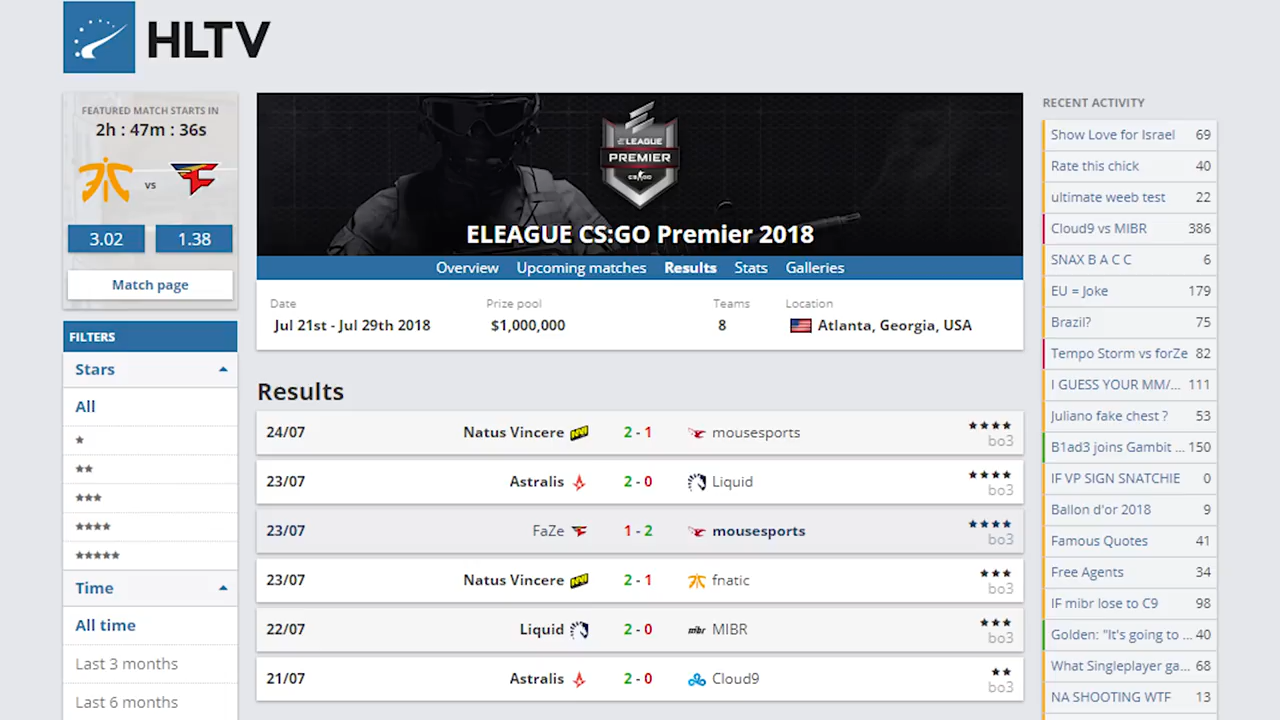 HLTV
FEATURED MATCH STARTS IN
2h : 47m : 36s
vs
3.02 1.38
Match page
FILTERS
Stars
All
★
★★
★★★
★★★★
★★★★★
Time
All time
Last 3 months
Last 6 months
ELEAGUE
PREMIER
CS:GO
ELEAGUE CS:GO Premier 2018
Overview Upcoming matches Results Stats Galleries
Date Prize pool Teams Location
Jul 21st - Jul 29th 2018 $1,000,000 8 Atlanta, Georgia, USA
Results
24/07 Natus Vincere 2 - 1 mousesports ★★★★
bo3
23/07 Astralis 2 - 0 Liquid ★★★★
bo3
23/07 FaZe 1 - 2 mousesports ★★★★
bo3
23/07 Natus Vincere 2 - 1 fnatic ★★★
bo3
22/07 Liquid 2 - 0 mibr MIBR ★★★
bo3
21/07 Astralis 2 - 0 Cloud9 ★★
bo3
RECENT ACTIVITY
Show Love for Israel 69
Rate this chick 40
ultimate weeb test 22
Cloud9 vs MIBR 386
SNAX B A C C 6
EU = Joke 179
Brazil? 75
Tempo Storm vs forZe 82
I GUESS YOUR MM/... 111
Juliano fake chest ? 53
B1ad3 joins Gambit ... 150
IF VP SIGN SNATCHIE 0
Ballon d'or 2018 9
Famous Quotes 41
Free Agents 34
IF mibr lose to C9 98
Golden: "It's going to ... 40
What Singleplayer ga... 68
NA SHOOTING WTF 13